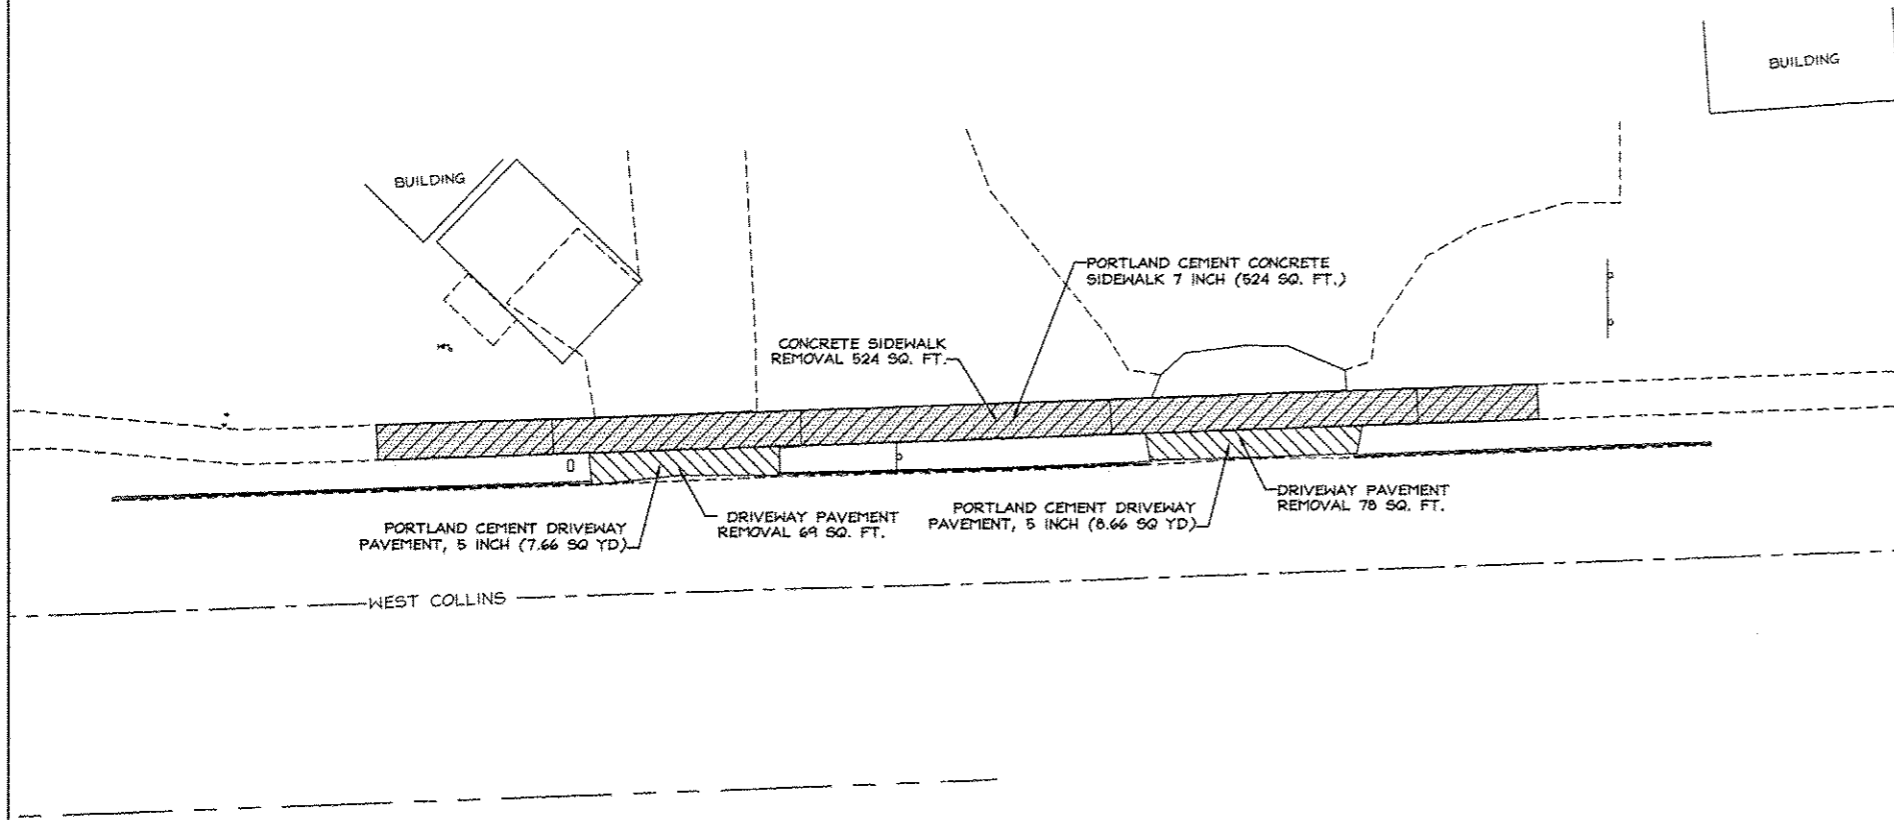 BUILDING
BUILDING
PORTLAND CEMENT CONCRETE
SIDEWALK 7 INCH (524 SQ. FT.)
CONCRETE SIDEWALK
REMOVAL 524 SQ. FT.
PORTLAND CEMENT DRIVEWAY
PAVEMENT, 5 INCH (7.66 SQ YD)
DRIVEWAY PAVEMENT
REMOVAL 69 SQ. FT.
PORTLAND CEMENT DRIVEWAY
PAVEMENT, 5 INCH (8.66 SQ YD)
DRIVEWAY PAVEMENT
REMOVAL 78 SQ. FT.
WEST COLLINS